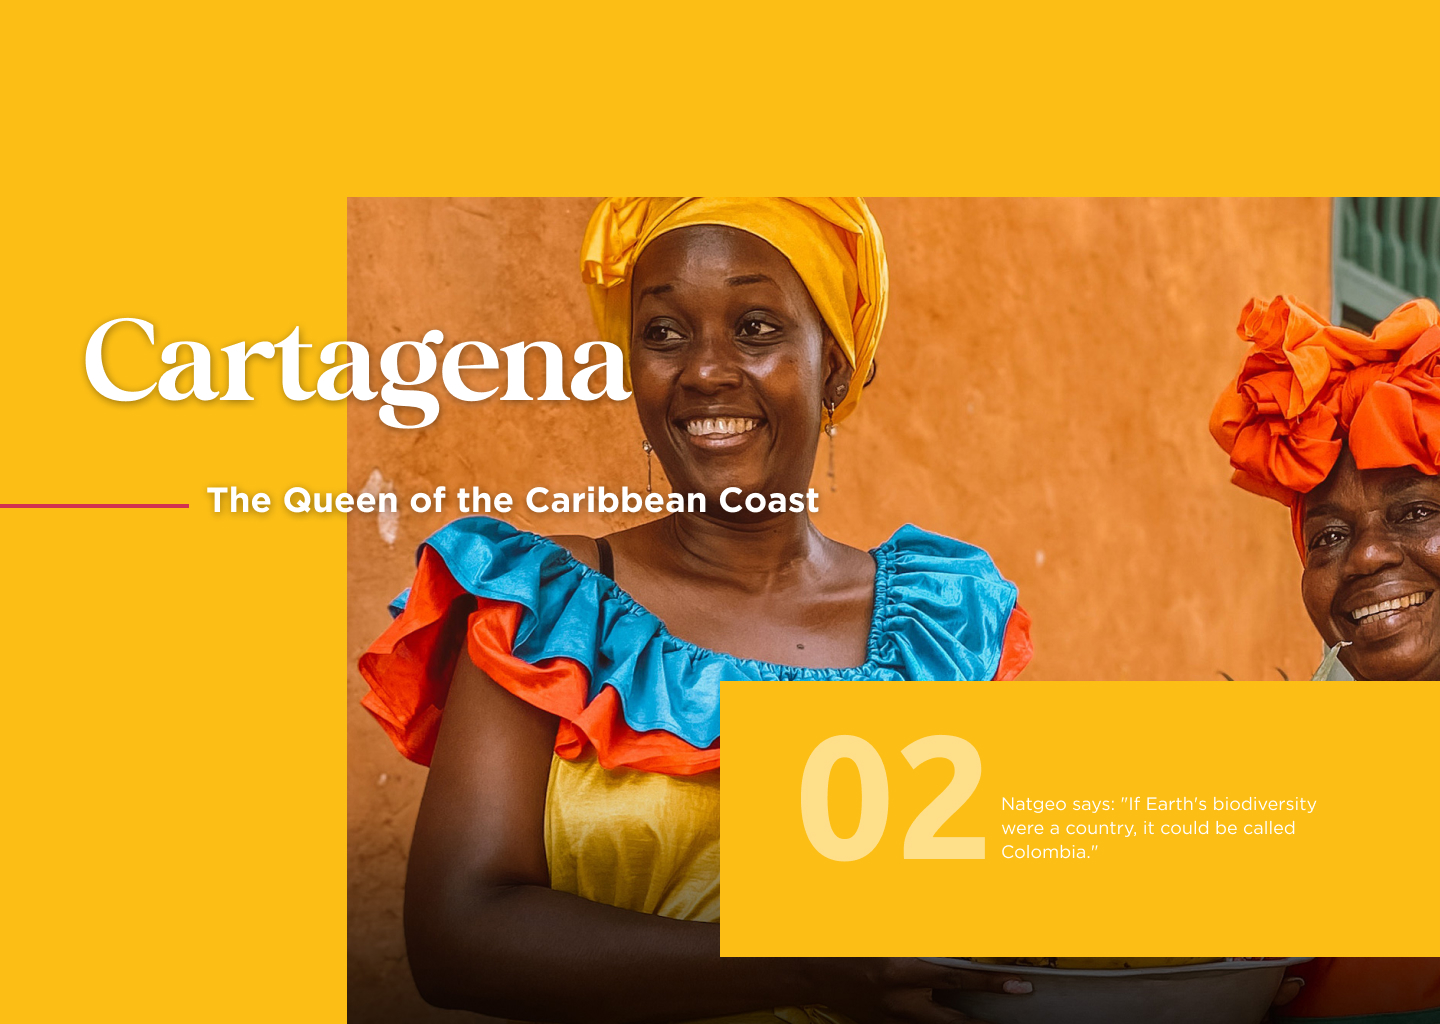 Cartagena
The Queen of the Caribbean Coast
02
Natgeo says: "If Earth's biodiversity
were a country, it could be called
Colombia."